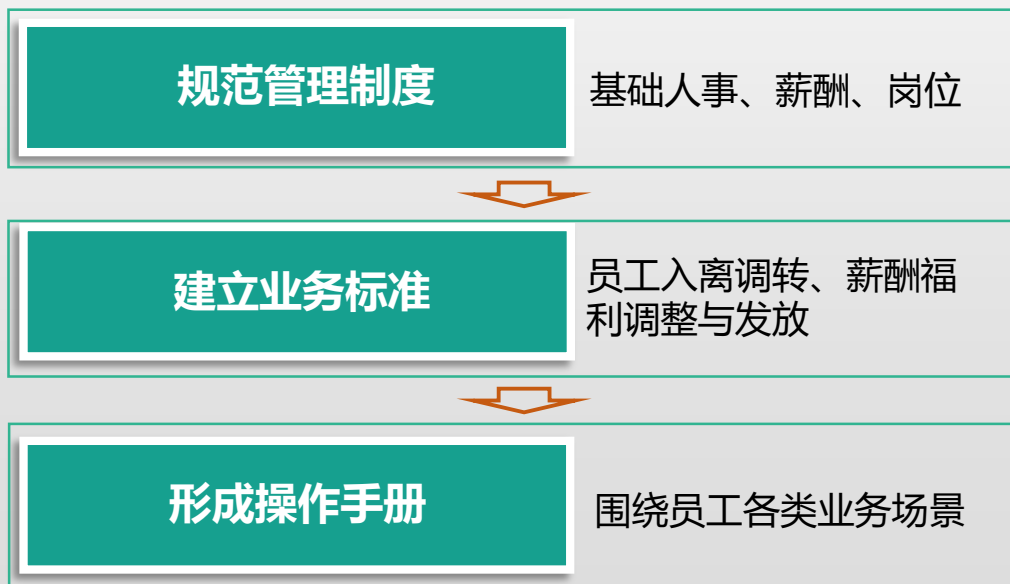 规范管理制度
基础人事、薪酬、岗位
建立业务标准
员工入离调转、薪酬福
利调整与发放
形成操作手册
围绕员工各类业务场景